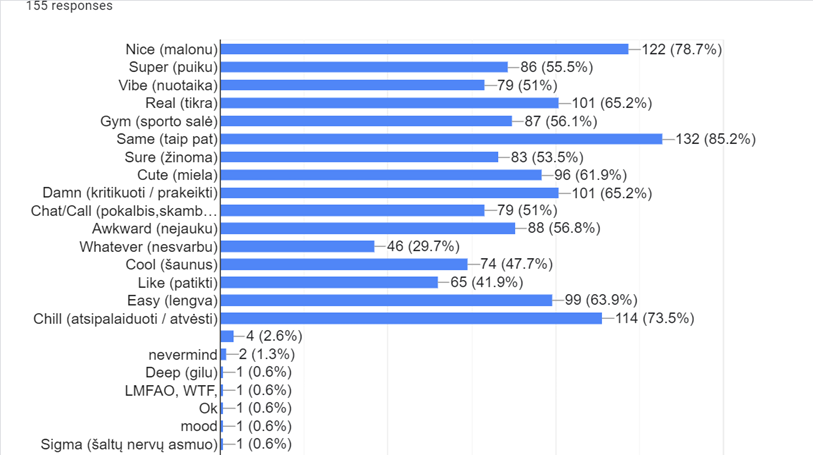 155 responses
Nice (malonu) 122 (78.7%)
Super (puiku) 86 (55.5%)
Vibe (nuotaika) 79 (51%)
Real (tikra) 101 (65.2%)
Gym (sporto salė) 87 (56.1%)
Same (taip pat) 132 (85.2%)
Sure (žinoma) 83 (53.5%)
Cute (miela) 96 (61.9%)
Damn (kritikuoti / prakeikti) 101 (65.2%)
Chat/Call (pokalbis,skamb… 79 (51%)
Awkward (nejauku) 88 (56.8%)
Whatever (nesvarbu) 46 (29.7%)
Cool (šaunus) 74 (47.7%)
Like (patikti) 65 (41.9%)
Easy (lengva) 99 (63.9%)
Chill (atsipalaiduoti / atvėsti) 114 (73.5%)
4 (2.6%)
nevermind 2 (1.3%)
Deep (gilu) 1 (0.6%)
LMFAO, WTF, 1 (0.6%)
Ok 1 (0.6%)
mood 1 (0.6%)
Sigma (šaltų nervų asmuo) 1 (0.6%)